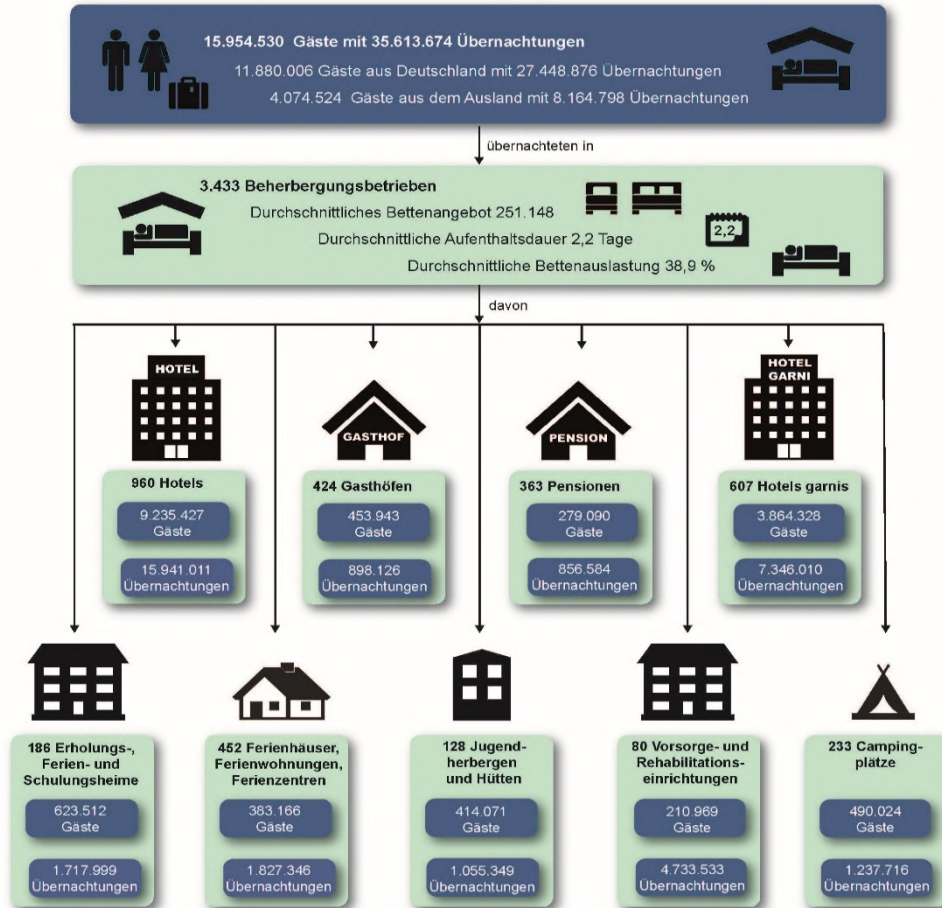 15.954.530 Gäste mit 35.613.674 Übernachtungen
11.880.006 Gäste aus Deutschland mit 27.448.876 Übernachtungen
4.074.524 Gäste aus dem Ausland mit 8.164.798 Übernachtungen
übernachteten in
3.433 Beherbergungsbetrieben
Durchschnittliches Bettenangebot 251.148
Durchschnittliche Aufenthaltsdauer 2,2 Tage
2,2
Durchschnittliche Bettenauslastung 38,9 %
davon
HOTEL
GASTHOF
PENSION
HOTEL
GARNI
960 Hotels
9.235.427
Gäste
15.941.011
Übernachtungen
424 Gasthöfen
453.943
Gäste
898.126
Übernachtungen
363 Pensionen
279.090
Gäste
856.584
Übernachtungen
607 Hotels garnis
3.864.328
Gäste
7.346.010
Übernachtungen
186 Erholungs-,
Ferien- und
Schulungsheime
623.512
Gäste
1.717.999
Übernachtungen
452 Ferienhäuser,
Ferienwohnungen,
Ferienzentren
383.166
Gäste
1.827.346
Übernachtungen
128 Jugend-
herbergen
und Hütten
414.071
Gäste
1.055.349
Übernachtungen
80 Vorsorge- und
Rehabilitations-
einrichtungen
210.969
Gäste
4.733.533
Übernachtungen
233 Camping-
plätze
490.024
Gäste
1.237.716
Übernachtungen